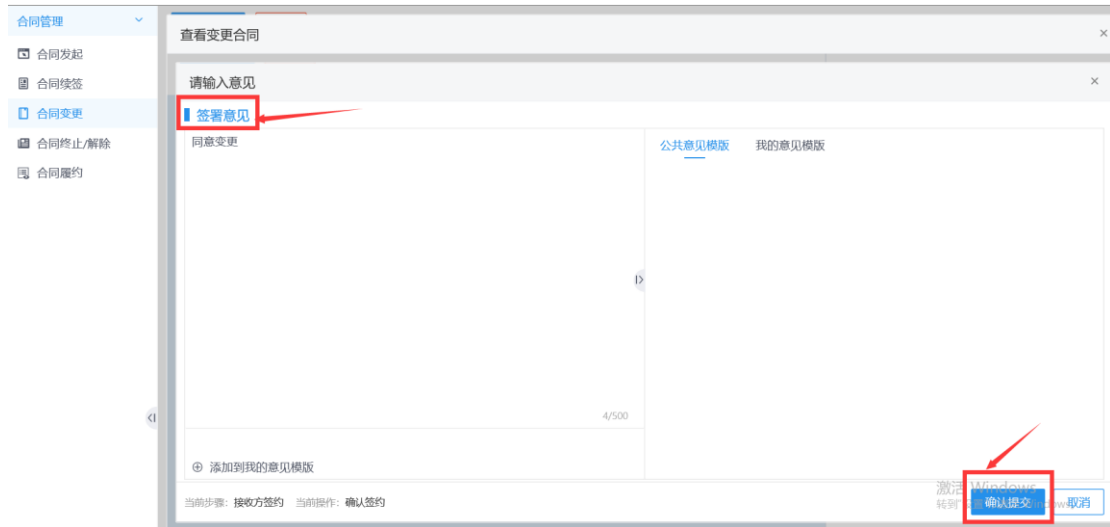 合同管理
查看变更合同
合同发起
合同续签
请输入意见
合同变更
签署意见
合同终止/解除
同意变更
公共意见模版 我的意见模版
合同履约
4/500
添加到我的意见模版
当前步骤：接收方签约 当前操作：确认签约
激活 Windows
转到"
确认提交
取消